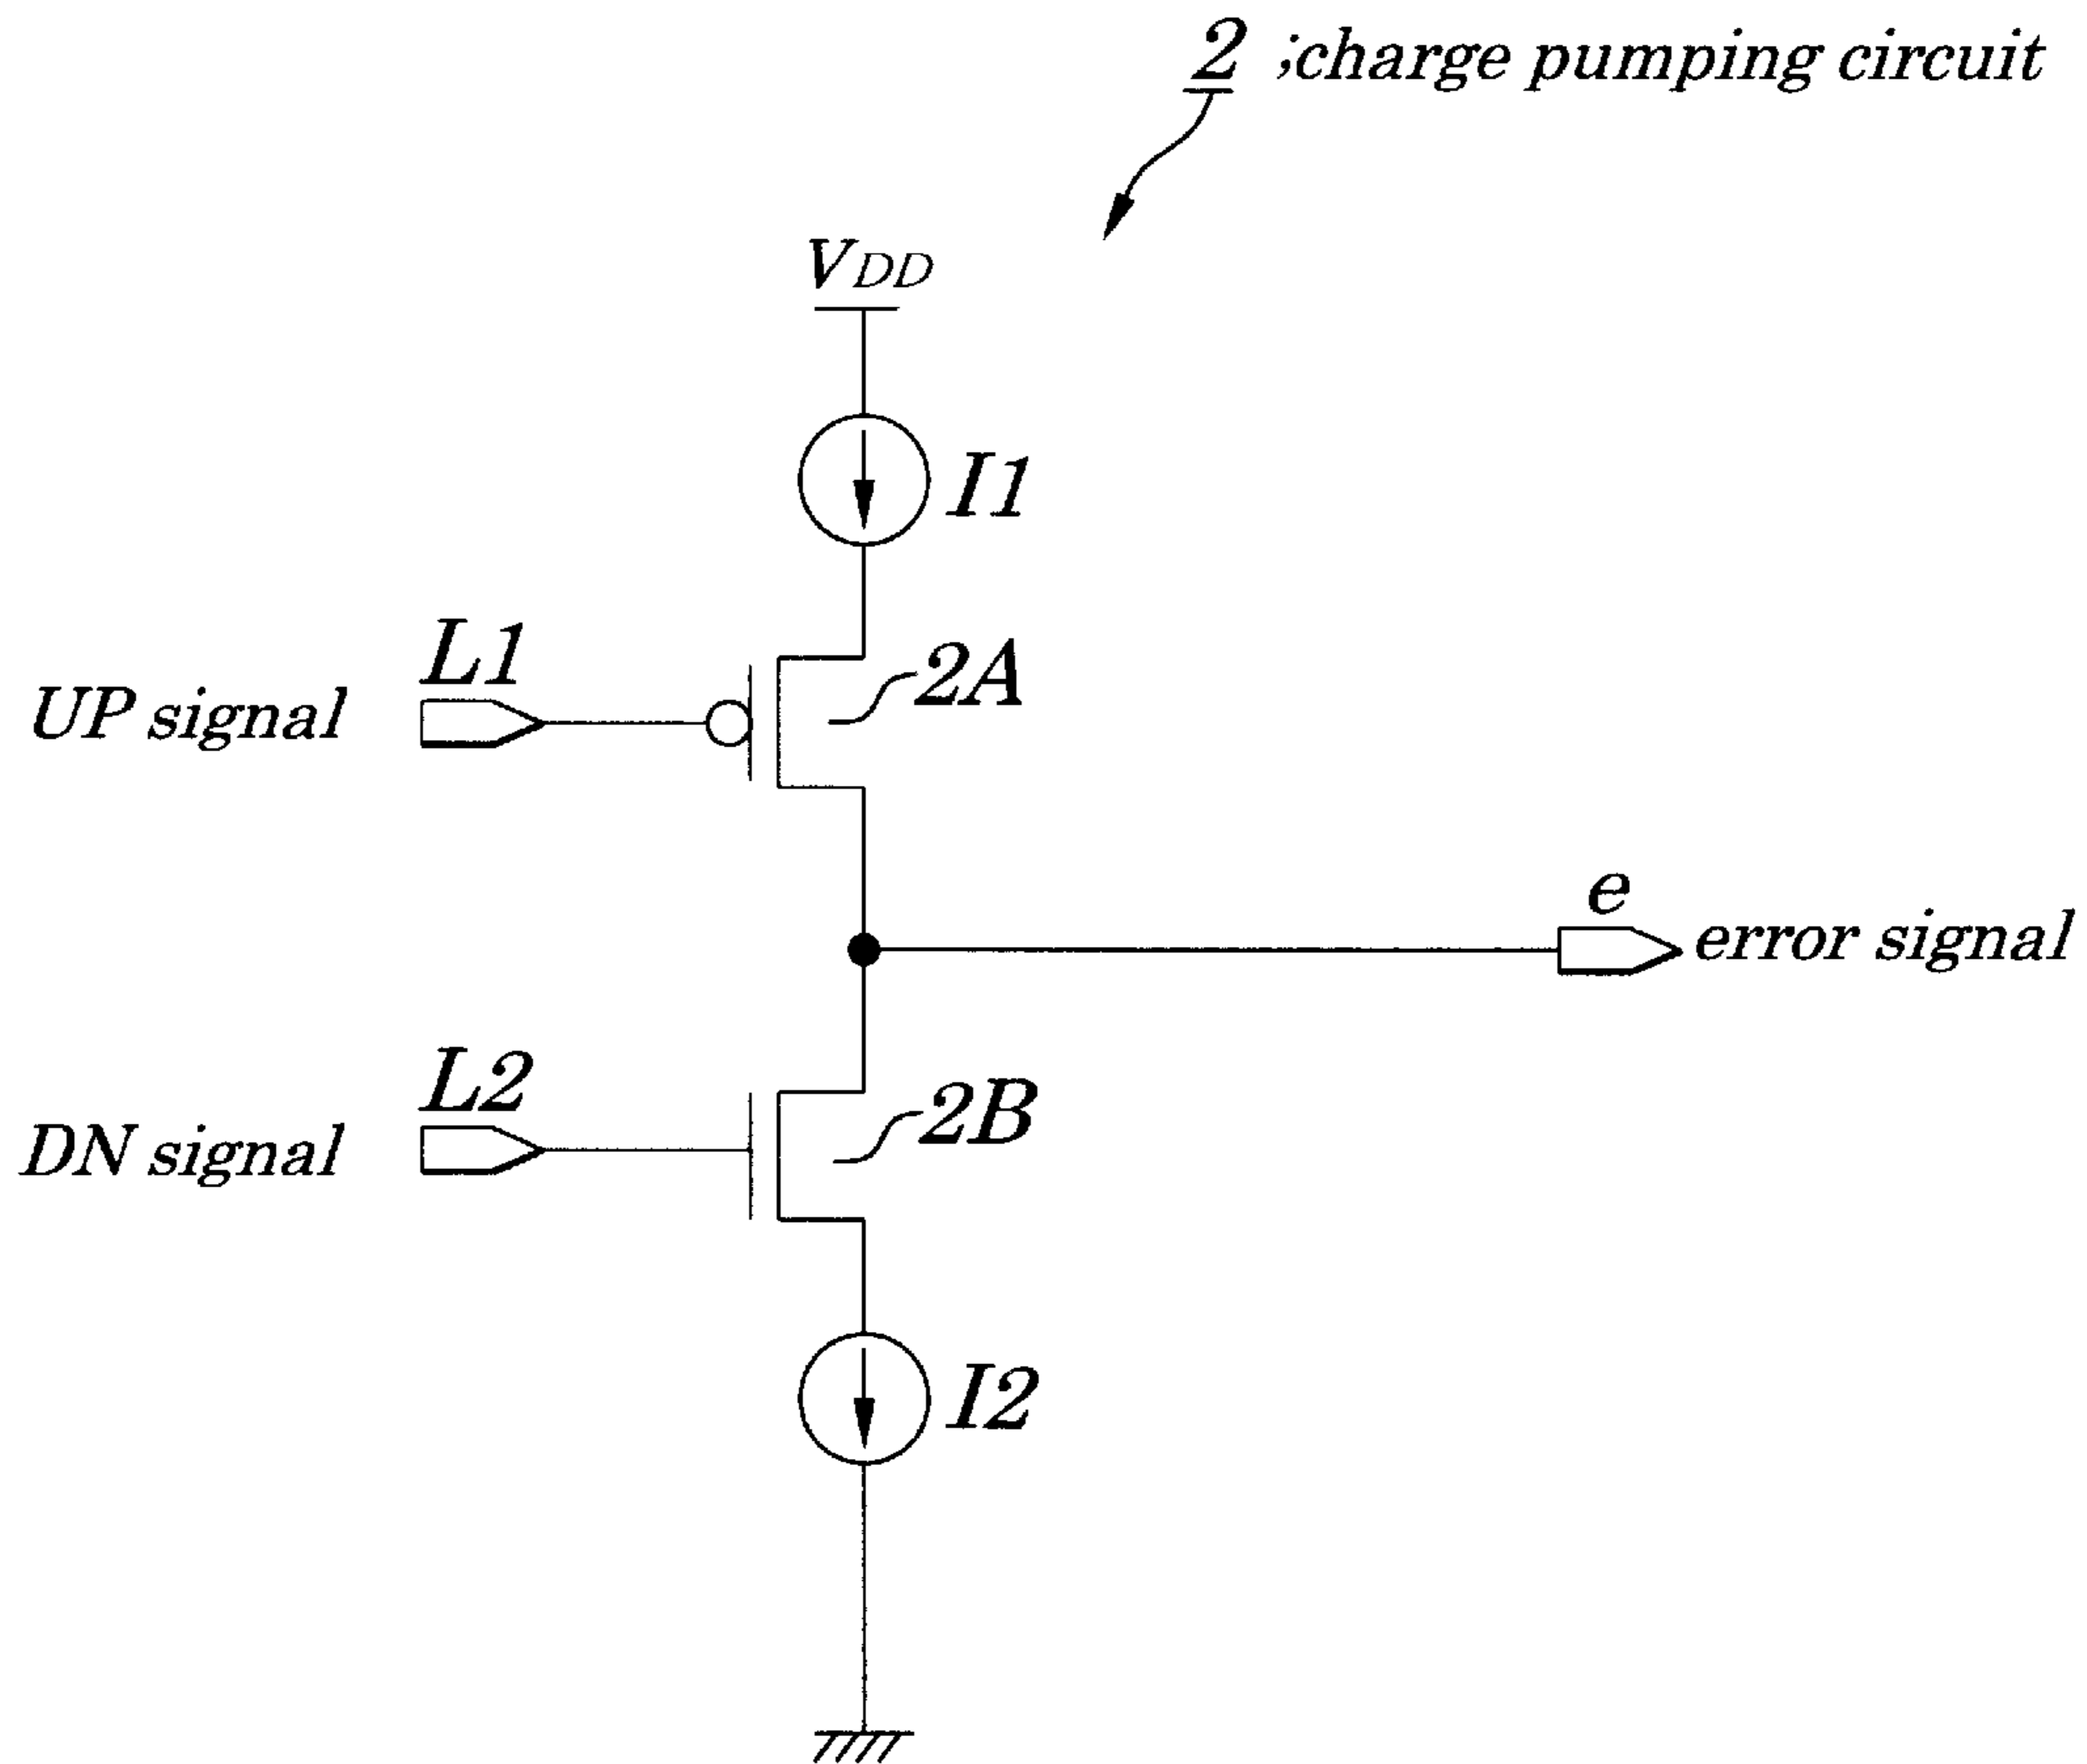 2 ;charge pumping circuit
VDD
I1
L1
2A
UP signal
e
error signal
L2
2B
DN signal
I2